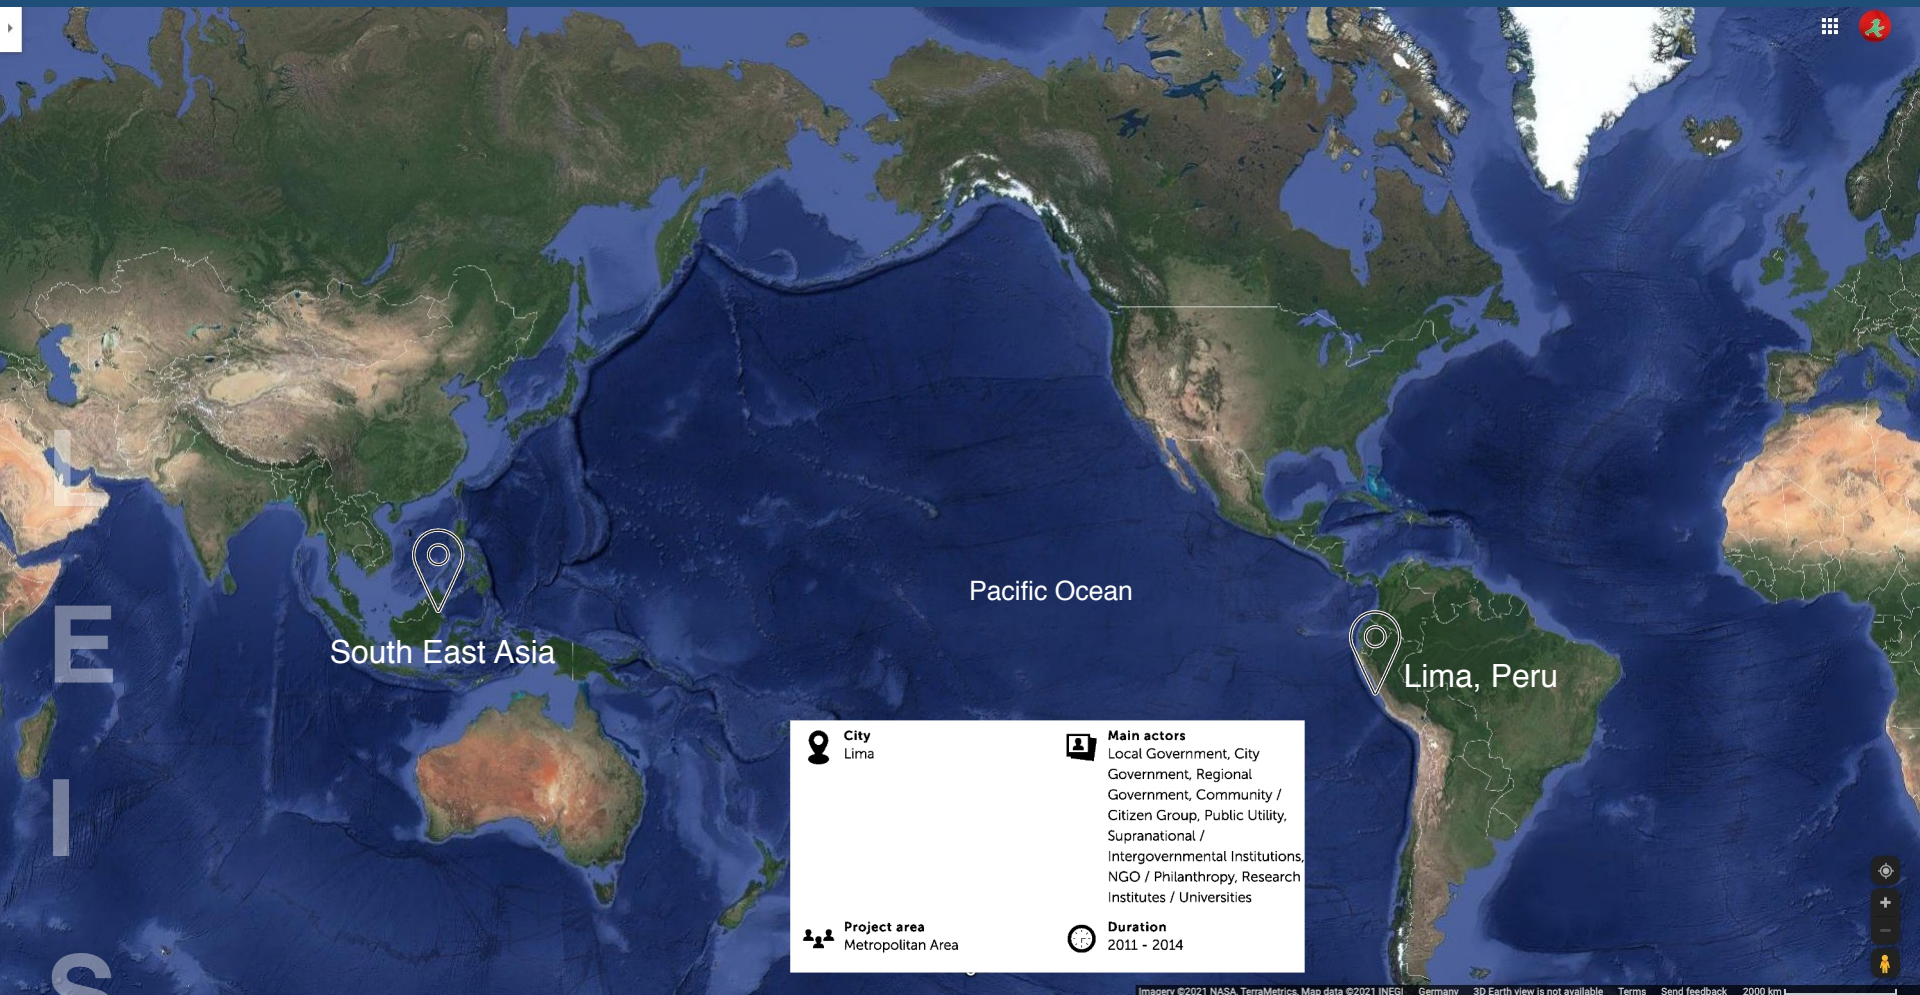 L
E
I
S
Pacific Ocean
South East Asia
Lima, Peru
City
Lima
Main actors
Local Government, City
Government, Regional
Government, Community /
Citizen Group, Public Utility,
Supranational /
Intergovernmental Institutions,
NGO / Philanthropy, Research
Institutes / Universities
Project area
Metropolitan Area
Duration
2011 - 2014
Imagery ©2021 NASA, TerraMetrics, Map data ©2021 INEGI Germany 3D Earth view is not available Terms Send feedback 2000 km